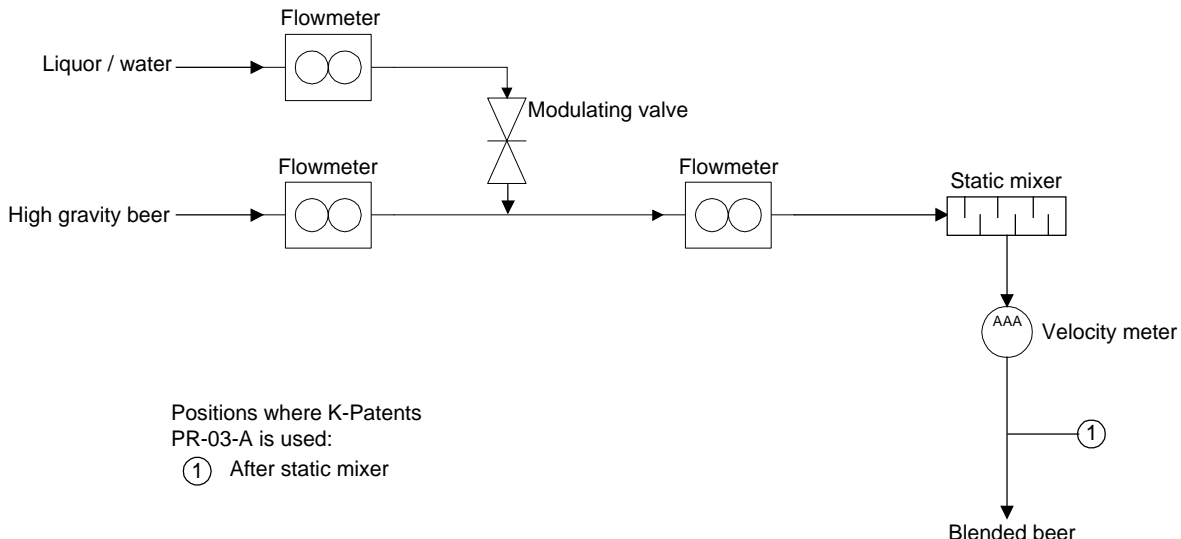 Flowmeter
Liquor / water
Modulating valve
Flowmeter
Flowmeter
High gravity beer
Static mixer
AAA
Velocity meter
Positions where K-Patents
PR-03-A is used:
1 After static mixer
1
Blended beer